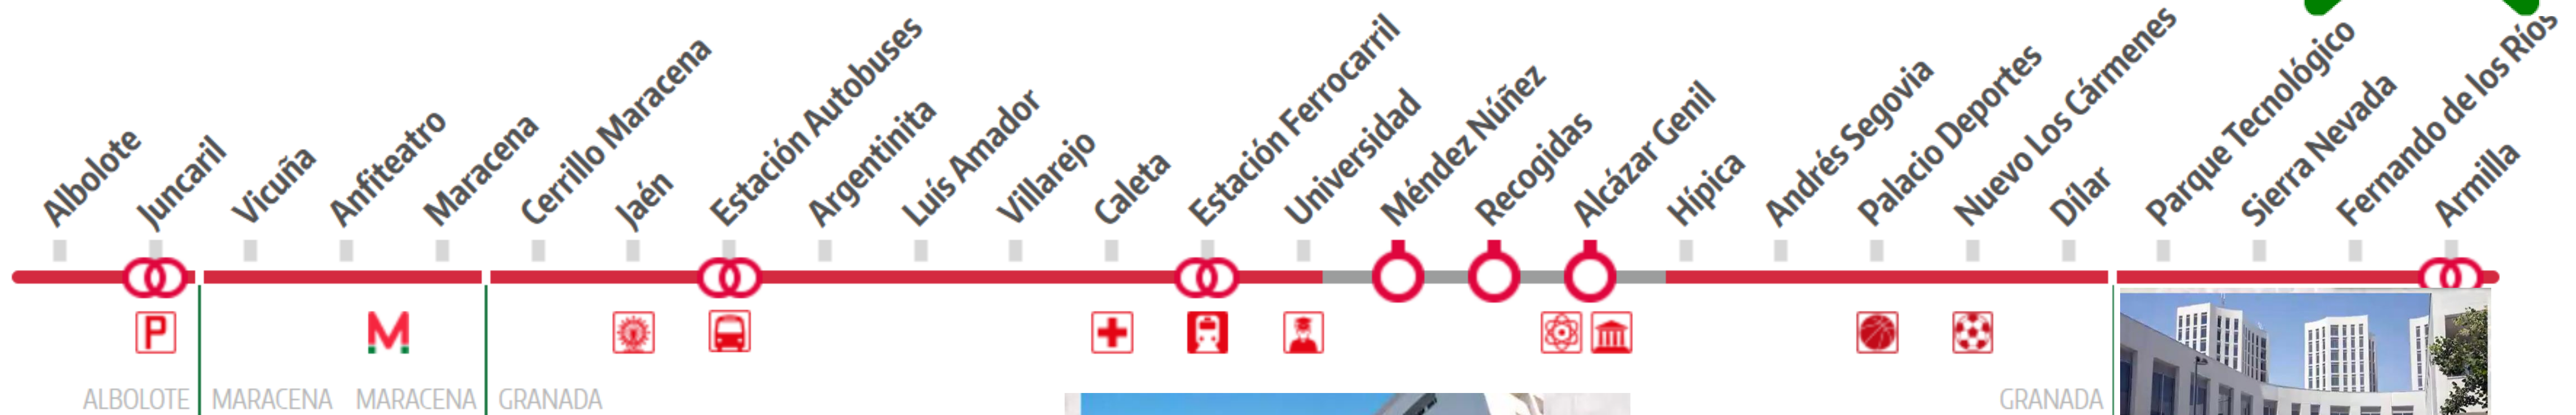 Albolote
Juncaril
Vicuña
Anfiteatro
Maracena
Cerrillo Maracena
Jaén
Estación Autobuses
Argentinita
Luís Amador
Villarejo
Caleta
Estación Ferrocarril
Universidad
Méndez Núñez
Recogidas
Alcázar Genil
Hípica
Andrés Segovia
Palacio Deportes
Nuevo Los Cármenes
Dílar
Parque Tecnológico
Sierra Nevada
Fernando de los Ríos
Armilla
P
M
ALBOLOTE
MARACENA
MARACENA
GRANADA
GRANADA